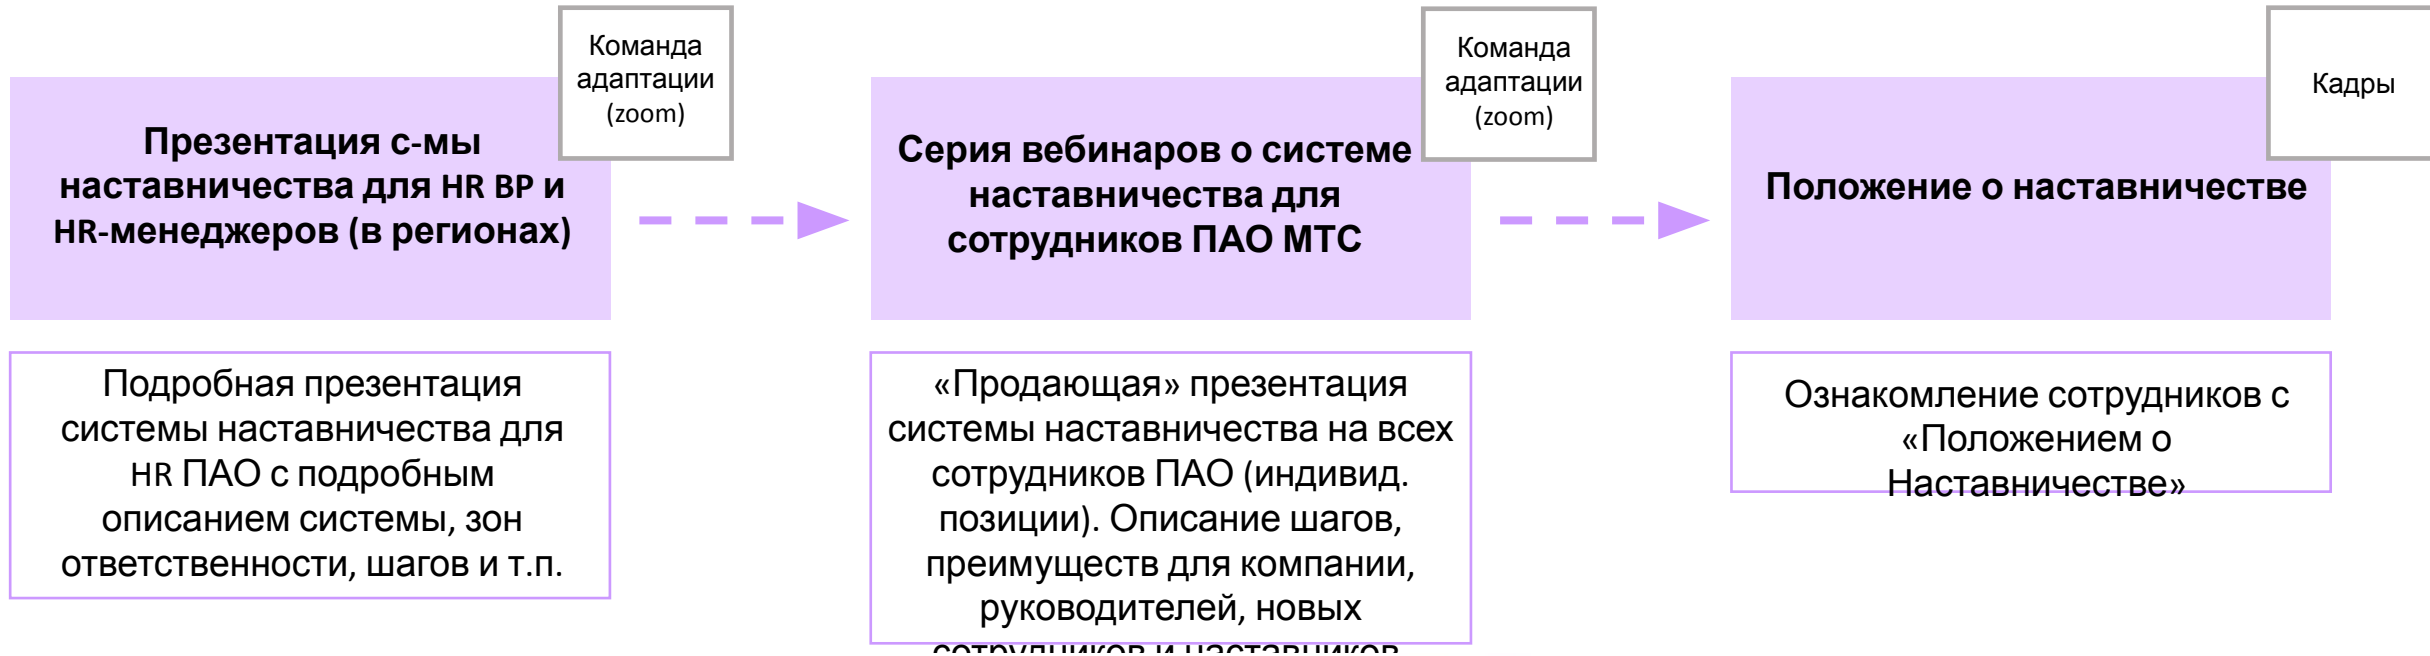 Команда
адаптации
(zoom)
Презентация с-мы
наставничества для HR BP и
HR-менеджеров (в регионах)
Подробная презентация
системы наставничества для
HR ПАО с подробным
описанием системы, зон
ответственности, шагов и т.п.
Команда
адаптации
(zoom)
Серия вебинаров о системе
наставничества для
сотрудников ПАО МТС
«Продающая» презентация
системы наставничества на всех
сотрудников ПАО (индивид.
позиции). Описание шагов,
преимуществ для компании,
руководителей, новых
сотрудников и наставников
Кадры
Положение о наставничестве
Ознакомление сотрудников с
«Положением о
Наставничестве»